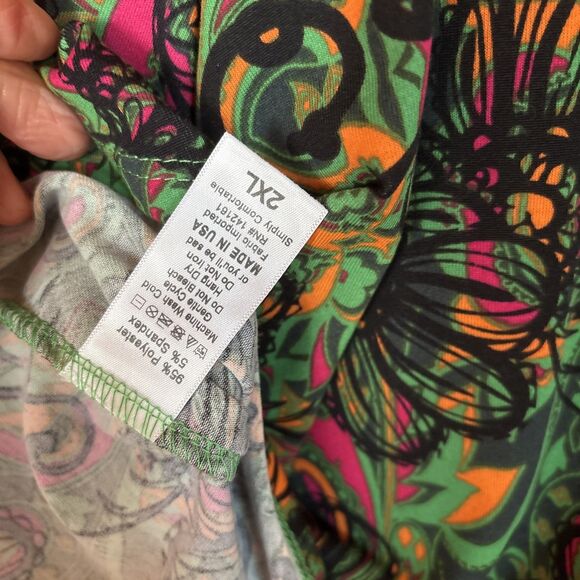 95% Polyester
5% Spandex
Machine Wash Cold
Gentle Cycle
Do Not Bleach
Hang Dry
Do Not Iron
or you'll be sad
MADE IN USA
Fabric Imported
RN# 142181
Simply Comfortable
2XL